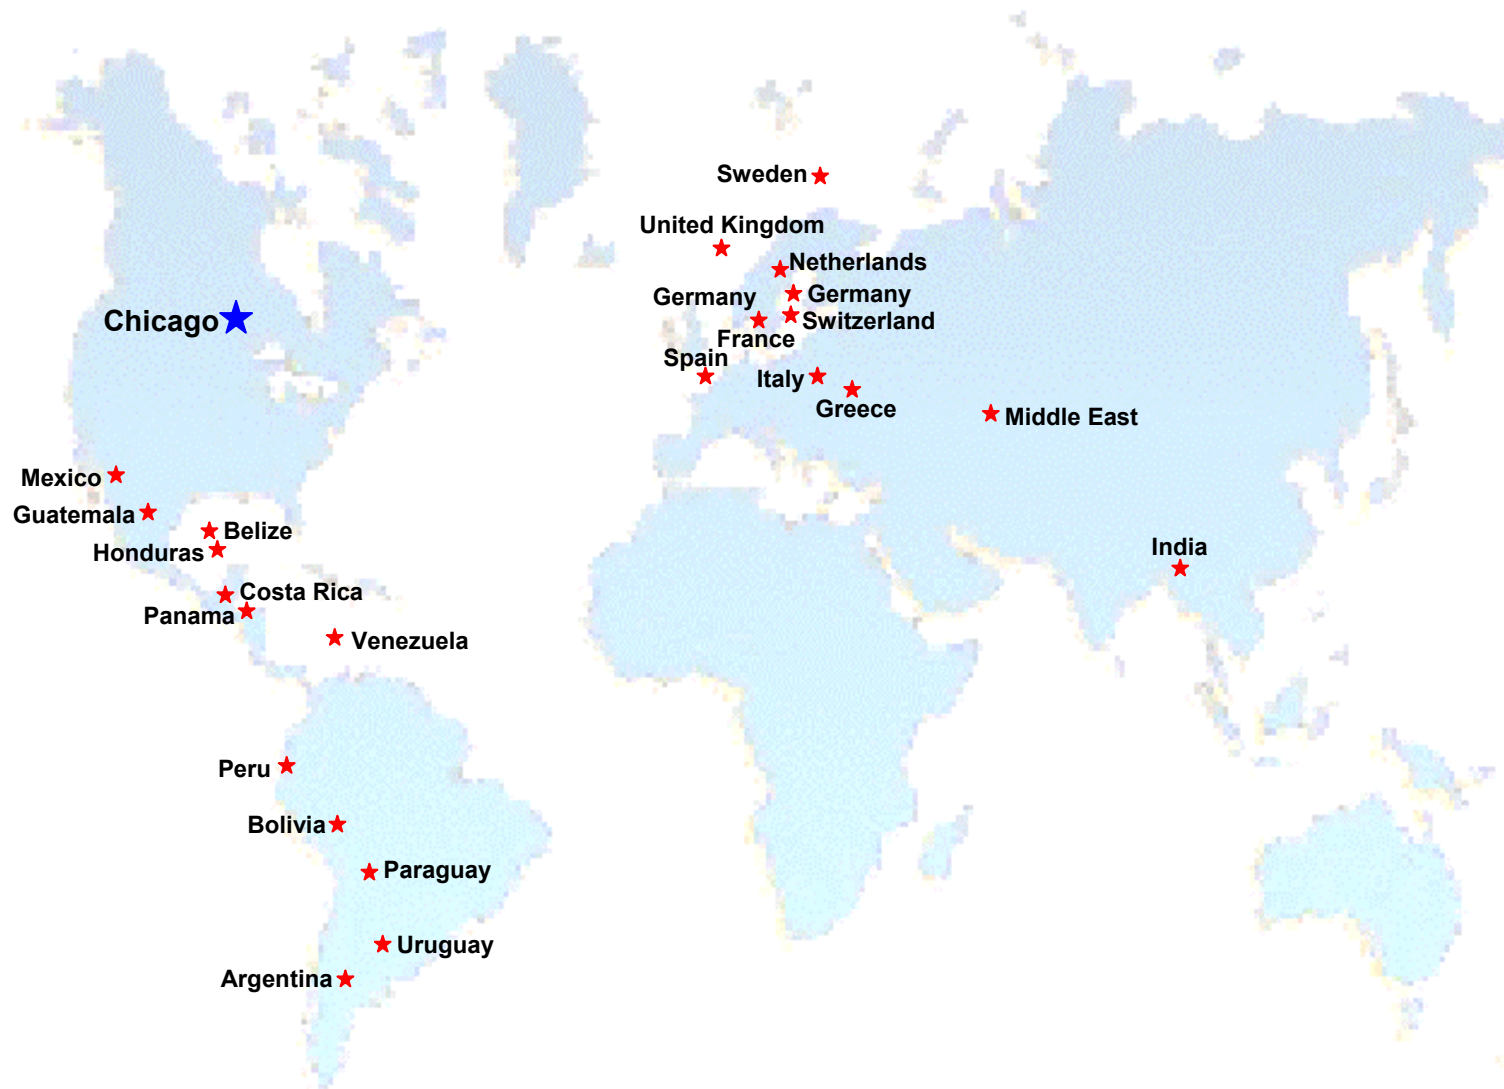 Sweden
United Kingdom
Netherlands
Germany
Germany
Chicago
Switzerland
France
Spain
Italy
Greece
Middle East
Mexico
Guatemala
Belize
Honduras
India
Costa Rica
Panama
Venezuela
Peru
Bolivia
Paraguay
Uruguay
Argentina